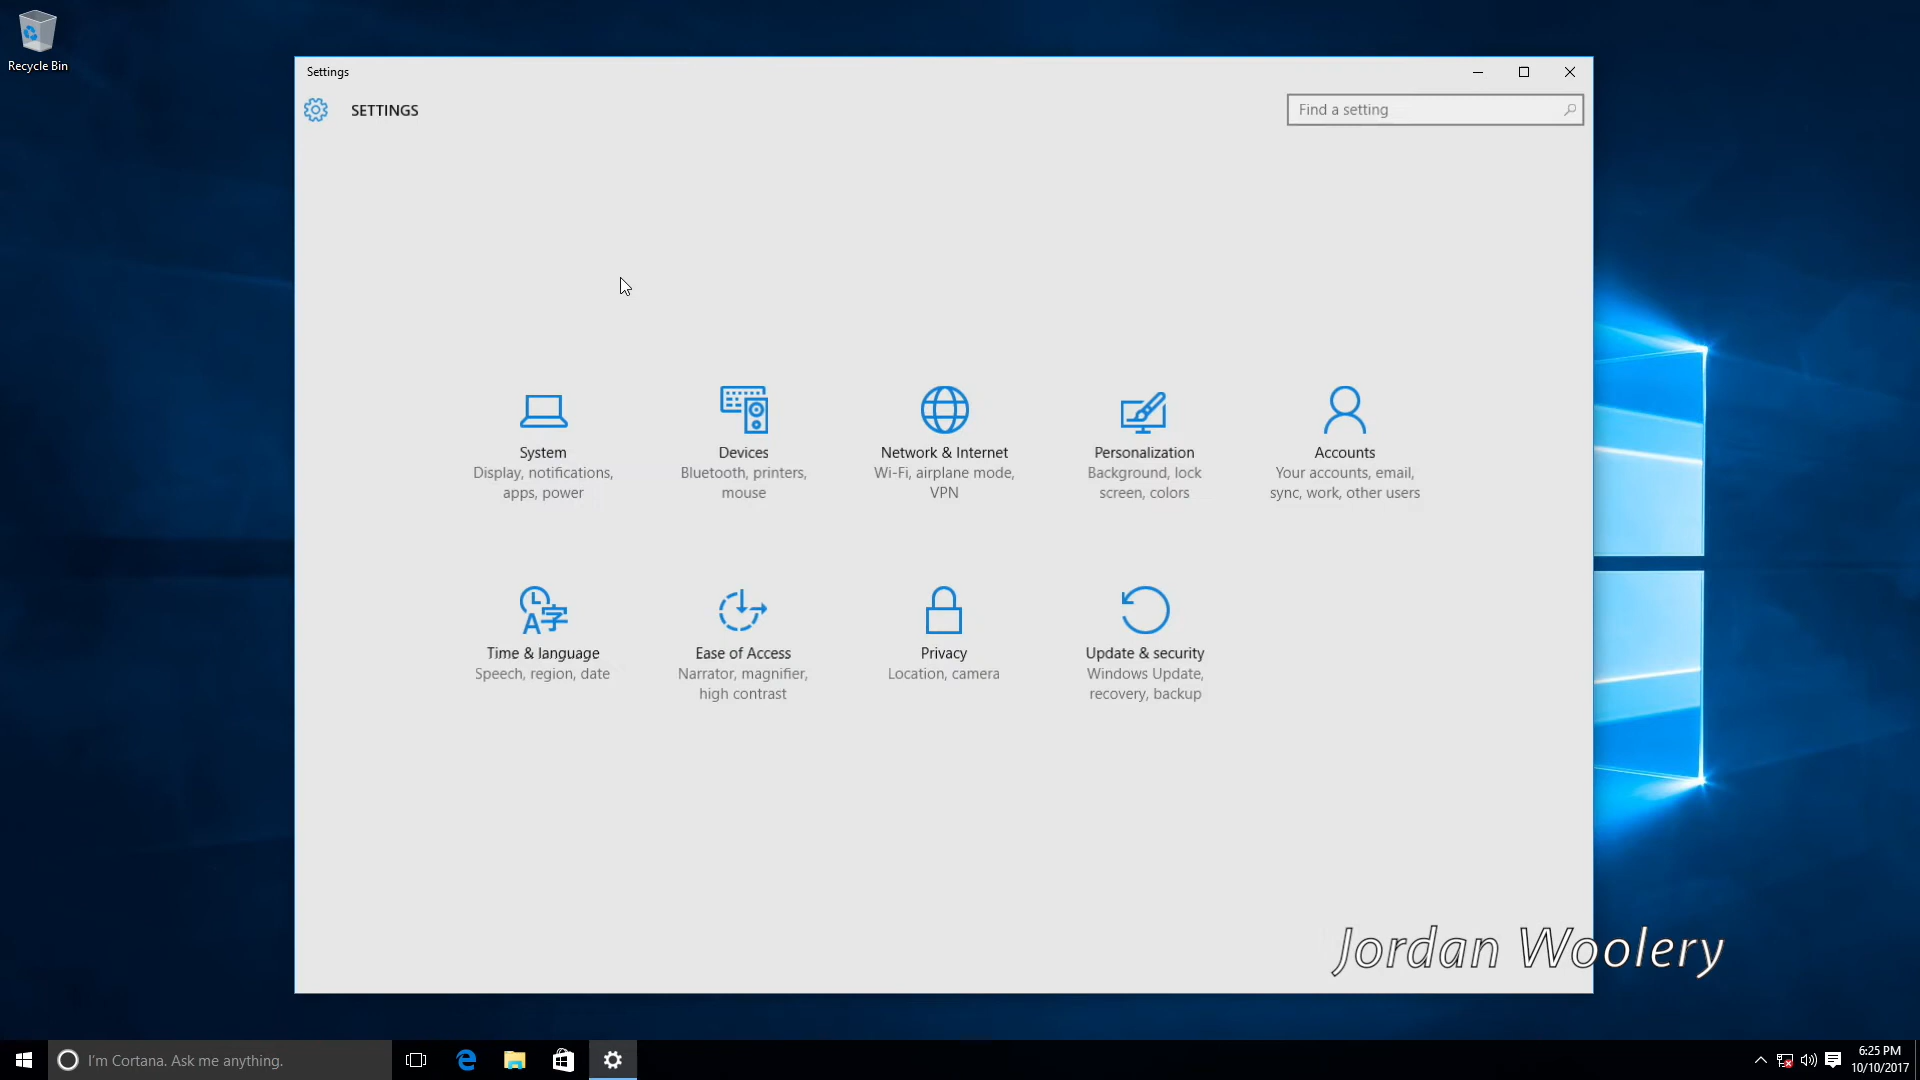 Recycle Bin
Settings
SETTINGS
Find a setting
System
Display, notifications,
apps, power
Devices
Bluetooth, printers,
mouse
Network & Internet
Wi-Fi, airplane mode,
VPN
Personalization
Background, lock
screen, colors
Accounts
Your accounts, email,
sync, work, other users
Time & language
Speech, region, date
Ease of Access
Narrator, magnifier,
high contrast
Privacy
Location, camera
Update & security
Windows Update,
recovery, backup
Jordan Woolery
I'm Cortana. Ask me anything.
6:25 PM
10/10/2017